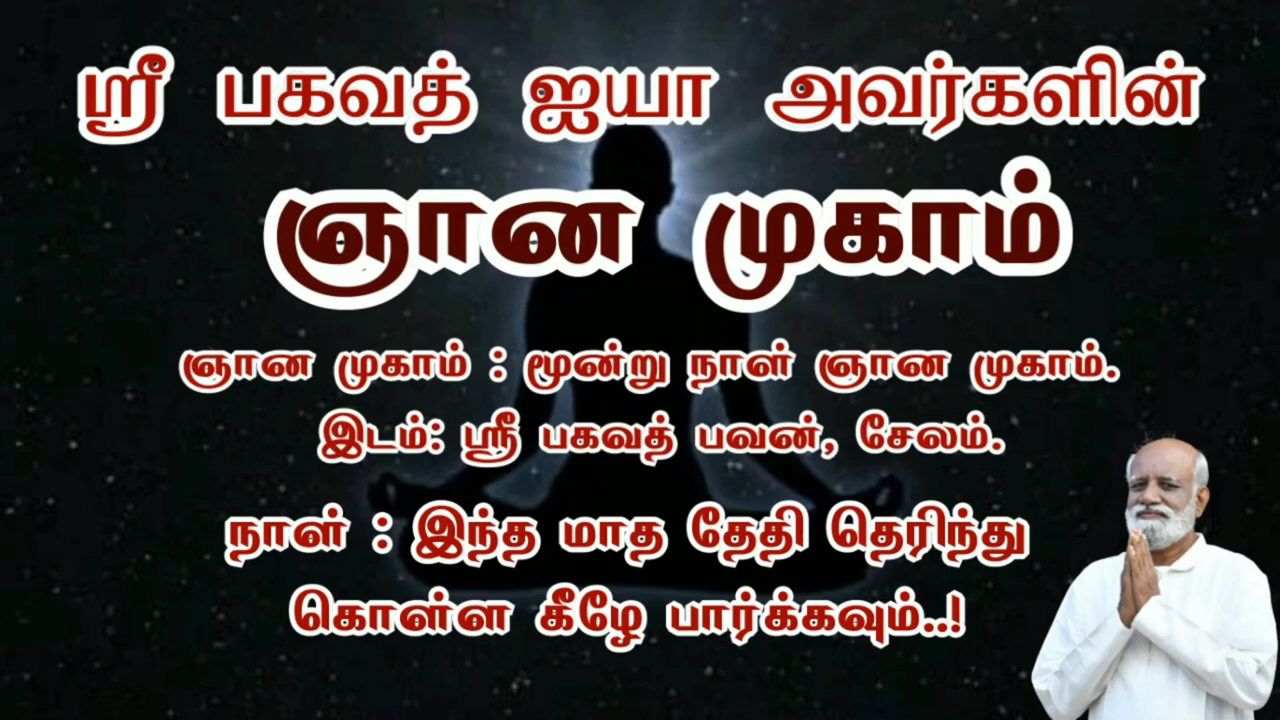 ஸ்ரீ பகவத் ஐயா அவர்களின்
ஞான முகாம்
ஞான முகாம் : மூன்று நாள் ஞான முகாம்.
இடம்: ஸ்ரீ பகவத் பவன், சேலம்.
நாள் : இந்த மாத தேதி தெரிந்து
கொள்ள கீழே பார்க்கவும்..!